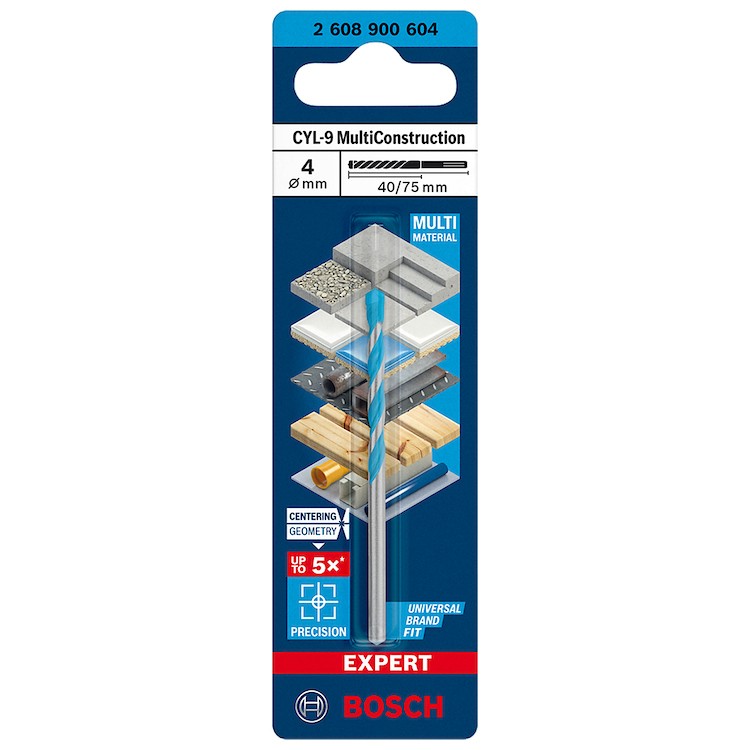 2 608 900 604
CYL-9 MultiConstruction
4
Ø mm
40/75 mm
MULTI
MATERIAL
CENTERING
GEOMETRY
UP TO 5x*
PRECISION
UNIVERSAL
BRAND
FIT
EXPERT
BOSCH